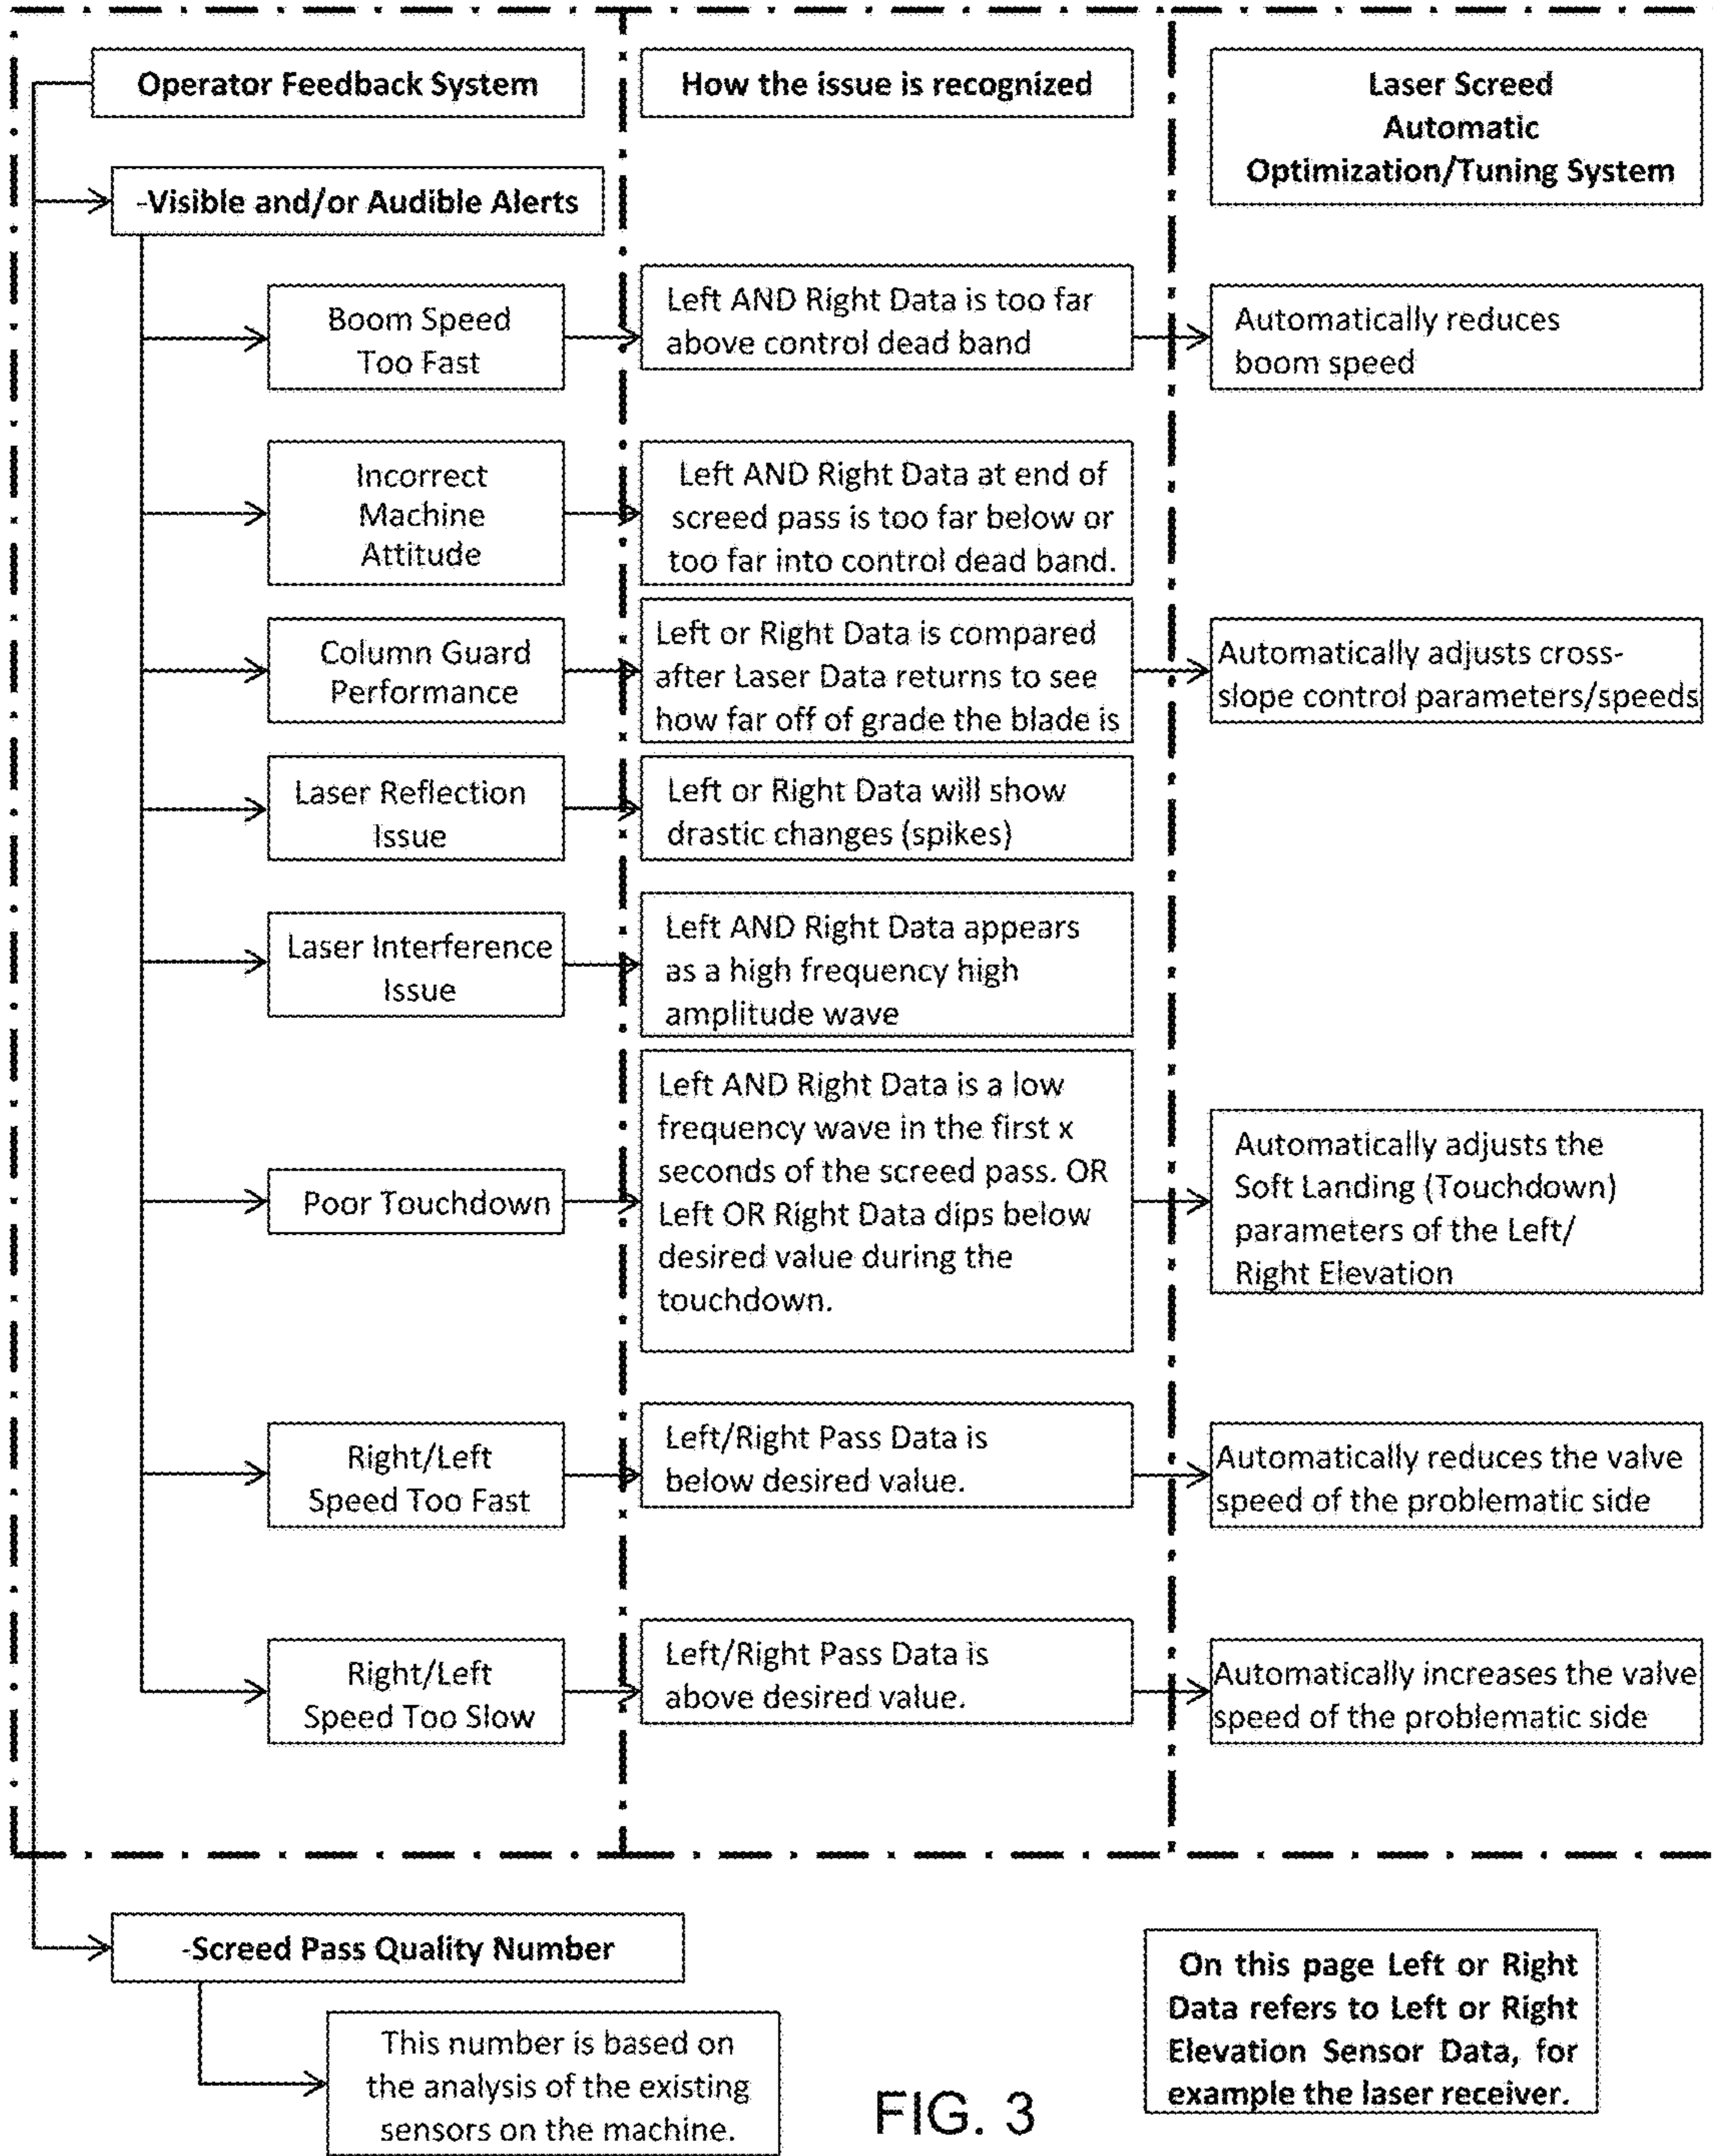 Operator Feedback System
How the issue is recognized
Laser Screed
Automatic
Optimization/Tuning System
-Visible and/or Audible Alerts
Boom Speed
Too Fast
Left AND Right Data is too far
above control dead band
Automatically reduces
boom speed
Incorrect
Machine
Attitude
Left AND Right Data at end of
screed pass is too far below or
too far into control dead band.
Column Guard
Performance
Left or Right Data is compared
after Laser Data returns to see
how far off of grade the blade is
Automatically adjusts cross-
slope control parameters/speeds
Laser Reflection
Issue
Left or Right Data will show
drastic changes (spikes)
Laser Interference
Issue
Left AND Right Data appears
as a high frequency high
amplitude wave
Poor Touchdown
Left AND Right Data is a low
frequency wave in the first x
seconds of the screed pass. OR
Left OR Right Data dips below
desired value during the
touchdown.
Automatically adjusts the
Soft Landing (Touchdown)
parameters of the Left/
Right Elevation
Right/Left
Speed Too Fast
Left/Right Pass Data is
below desired value.
Automatically reduces the valve
speed of the problematic side
Right/Left
Speed Too Slow
Left/Right Pass Data is
above desired value.
Automatically increases the valve
speed of the problematic side
-Screed Pass Quality Number
This number is based on
the analysis of the existing
sensors on the machine.
On this page Left or Right
Data refers to Left or Right
Elevation Sensor Data, for
example the laser receiver.
FIG. 3